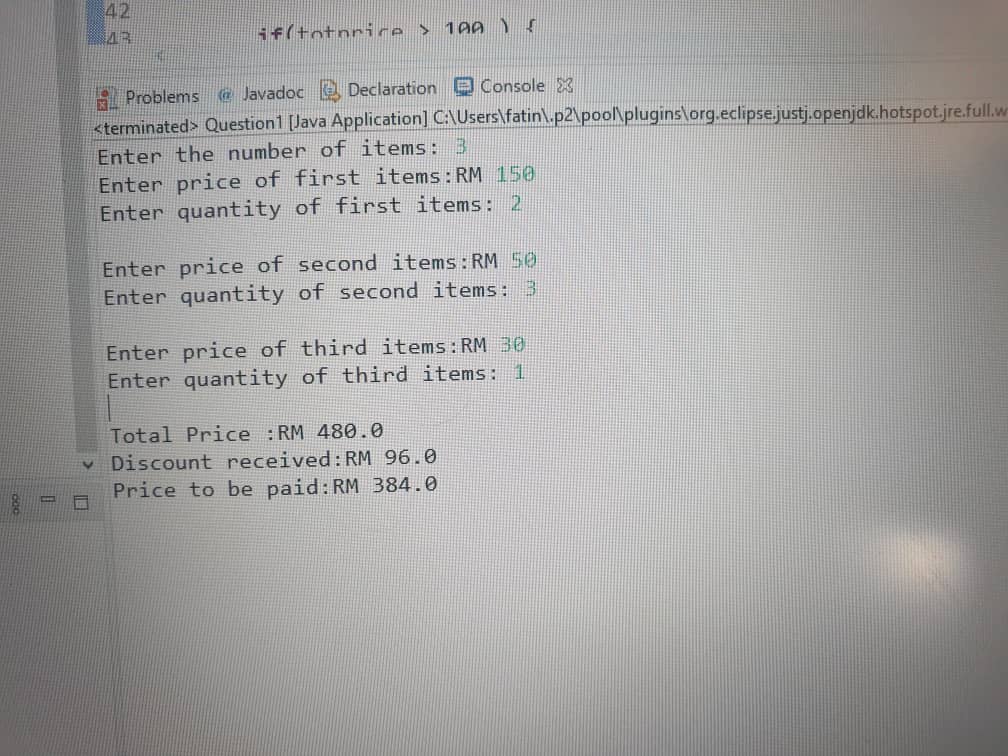 42
43 if(totprice > 100 ) {
Problems @ Javadoc Declaration Console
<terminated> Question1 [Java Application] C:\Users\fatin\.p2\pool\plugins\org.eclipse.justj.openjdk.hotspot.jre.full.w
Enter the number of items: 3
Enter price of first items:RM 150
Enter quantity of first items: 2
Enter price of second items:RM 50
Enter quantity of second items: 3
Enter price of third items:RM 30
Enter quantity of third items: 1
Total Price :RM 480.0
Discount received:RM 96.0
Price to be paid:RM 384.0